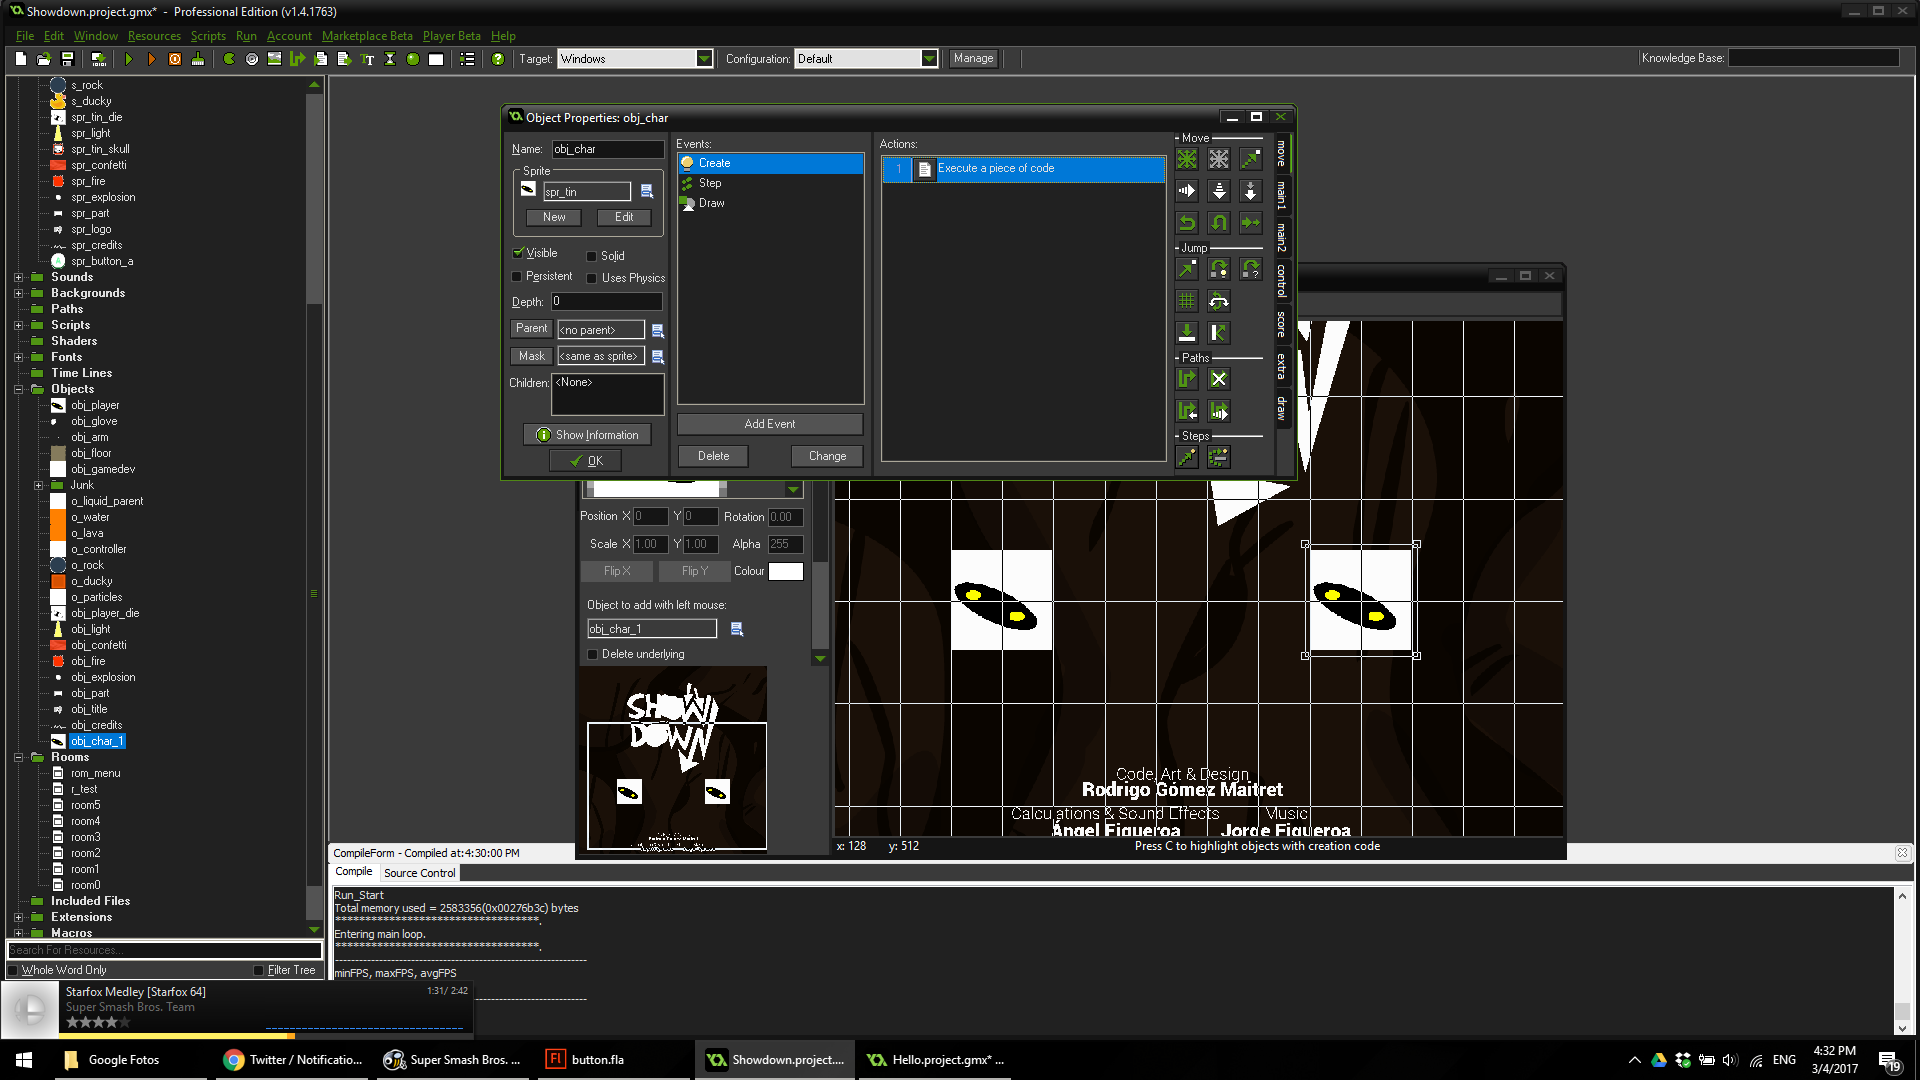 Showdown.project.gmx* - Professional Edition (v1.4.1763)
File Edit Window Resources Scripts Run Account Marketplace Beta Player Beta Help
Target: Windows Configuration: Default Manage Knowledge Base:
s_rock
s_ducky
spr_tin_die
spr_light
spr_tin_skull
spr_confetti
spr_fire
spr_explosion
spr_part
spr_logo
spr_credits
spr_button_a
Sounds
Backgrounds
Paths
Scripts
Shaders
Fonts
Time Lines
Objects
obj_player
obj_glove
obj_arm
obj_floor
obj_gamedev
Junk
o_liquid_parent
o_water
o_lava
o_controller
o_rock
o_ducky
o_particles
obj_player_die
obj_light
obj_confetti
obj_fire
obj_explosion
obj_part
obj_title
obj_credits
obj_char_1
Rooms
rom_menu
r_test
room5
room4
room3
room2
room1
room0
Included Files
Extensions
Macros
Search For Resources...
Whole Word Only Filter Tree
Object Properties: obj_char
Name: obj_char
Sprite
spr_tin
New Edit
Visible Solid
Persistent Uses Physics
Depth: 0
Parent <no parent>
Mask <same as sprite>
Children: <None>
Show Information
OK
Events:
Create
Step
Draw
Add Event
Delete Change
Actions:
1 Execute a piece of code
Move
Jump
Paths
Steps
move
main1
main2
control
score
extra
draw
Position X 0 Y 0 Rotation 0.00
Scale X 1.00 Y 1.00 Alpha 255
Flip X Flip Y Colour
Object to add with left mouse:
obj_char_1
Delete underlying
SHOW
DOWN
Code, Art & Design
Rodrigo Gómez Maitret
Calculations & Sound Effects Music
Ángel Figueroa Jorge Figueroa
x: 128 y: 512 Press C to highlight objects with creation code
CompileForm - Compiled at:4:30:00 PM
Compile Source Control
Run_Start
Total memory used = 2583356(0x00276b3c) bytes
***********************************.
Entering main loop.
***********************************.
minFPS, maxFPS, avgFPS
Starfox Medley [Starfox 64] 1:31/ 2:42
Super Smash Bros. Team
Google Fotos
Twitter / Notificatio...
Super Smash Bros. ...
Fl button.fla
Showdown.project....
Hello.project.gmx* ...
ENG
4:32 PM
3/4/2017
19